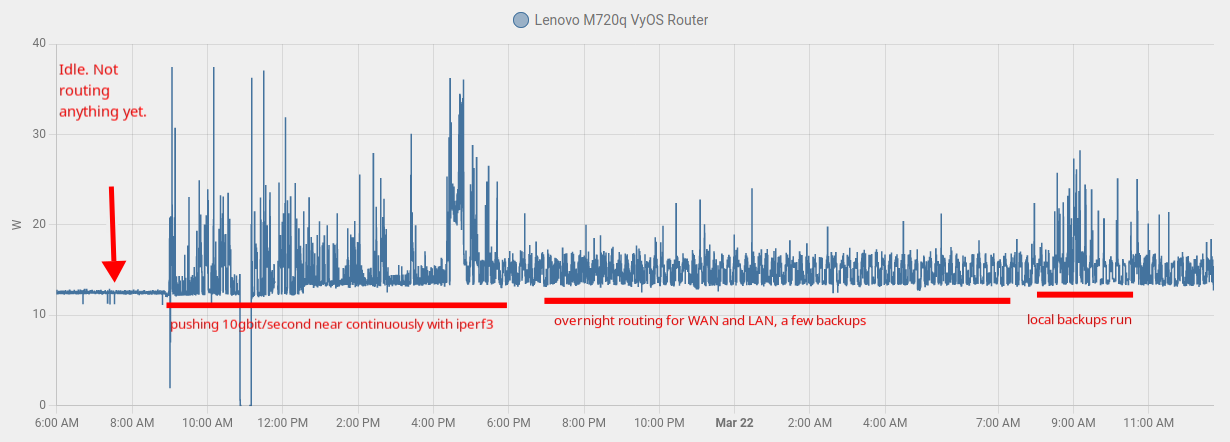 Lenovo M720q VyOS Router
40
30
20
10
0
W
Idle. Not
routing
anything yet.
pushing 10gbit/second near continuously with iperf3
overnight routing for WAN and LAN, a few backups
local backups run
6:00 AM 8:00 AM 10:00 AM 12:00 PM 2:00 PM 4:00 PM 6:00 PM 8:00 PM 10:00 PM Mar 22 2:00 AM 4:00 AM 7:00 AM 9:00 AM 11:00 AM